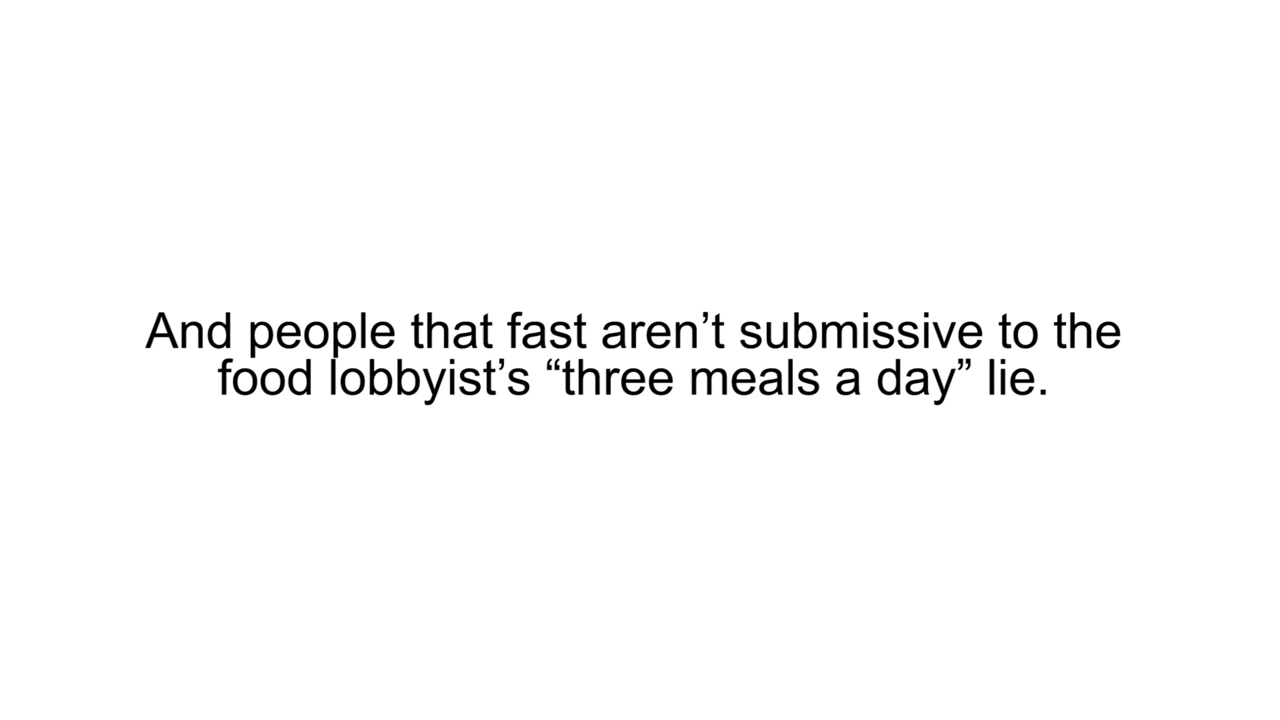 And people that fast aren’t submissive to the
food lobbyist’s “three meals a day” lie.